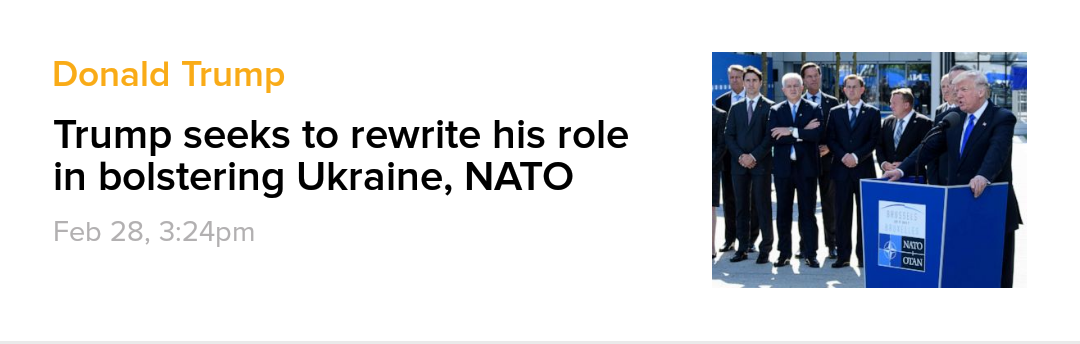 Donald Trump
Trump seeks to rewrite his role
in bolstering Ukraine, NATO
Feb 28, 3:24pm
BRUSSELS
BRUXELLES
NATO
OTAN